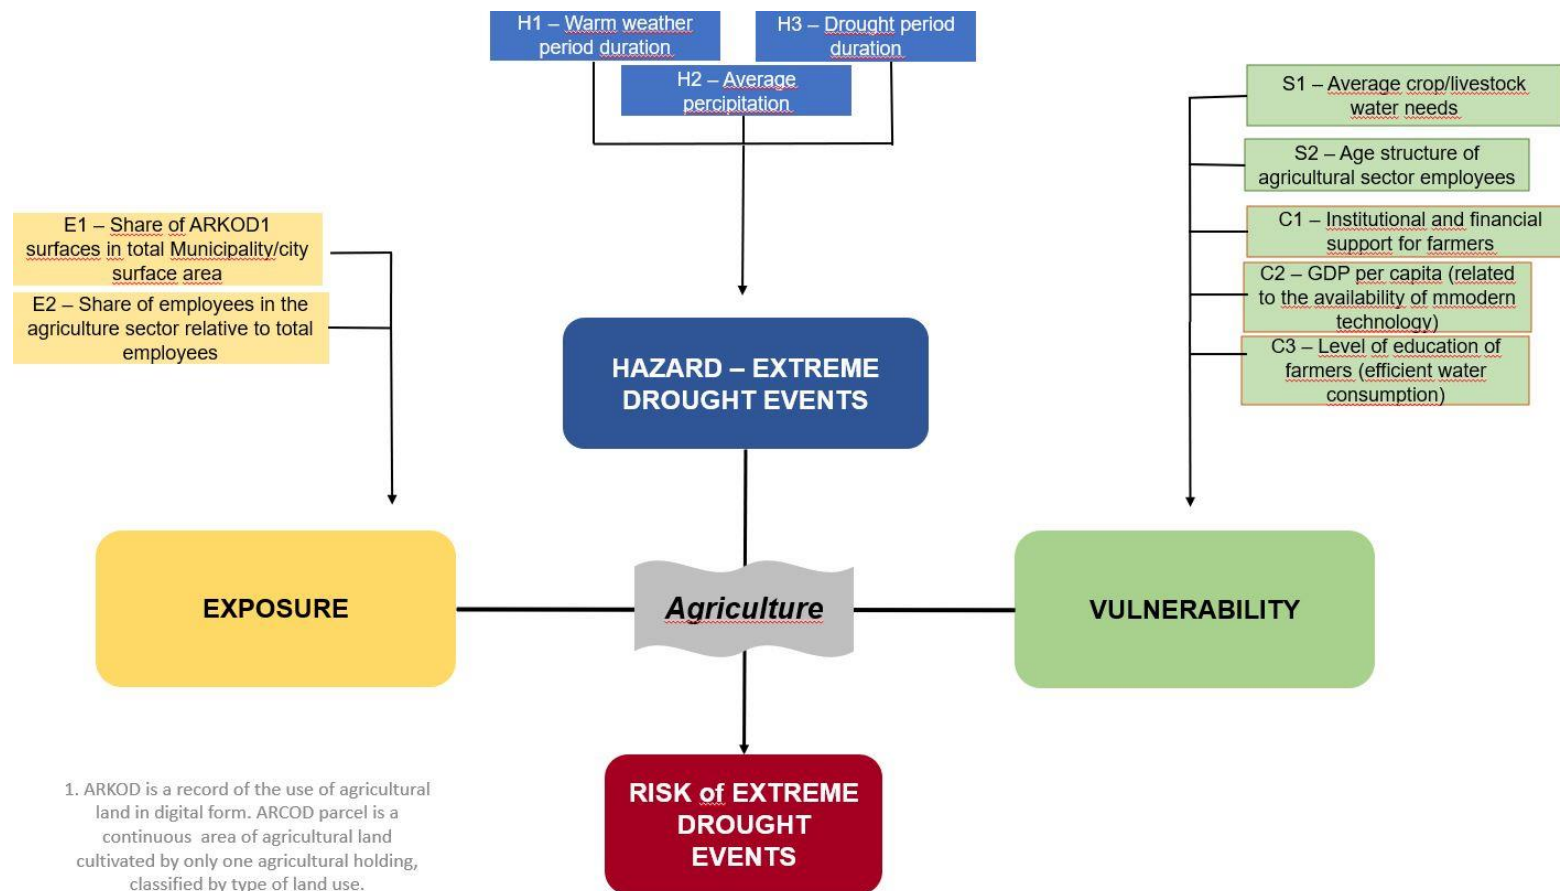 H1 – Warm weather
period duration
H3 – Drought period
duration
H2 – Average
percipitation
S1 – Average crop/livestock
water needs
S2 – Age structure of
agricultural sector employees
C1 – Institutional and financial
support for farmers
C2 – GDP per capita (related
to the availability of mmodern
technology)
C3 – Level of education of
farmers (efficient water
consumption)
E1 – Share of ARKOD1
surfaces in total Municipality/city
surface area
E2 – Share of employees in the
agriculture sector relative to total
employees
HAZARD – EXTREME
DROUGHT EVENTS
EXPOSURE
Agriculture
VULNERABILITY
RISK of EXTREME
DROUGHT
EVENTS
1. ARKOD is a record of the use of agricultural
land in digital form. ARCOD parcel is a
continuous area of agricultural land
cultivated by only one agricultural holding,
classified by type of land use.